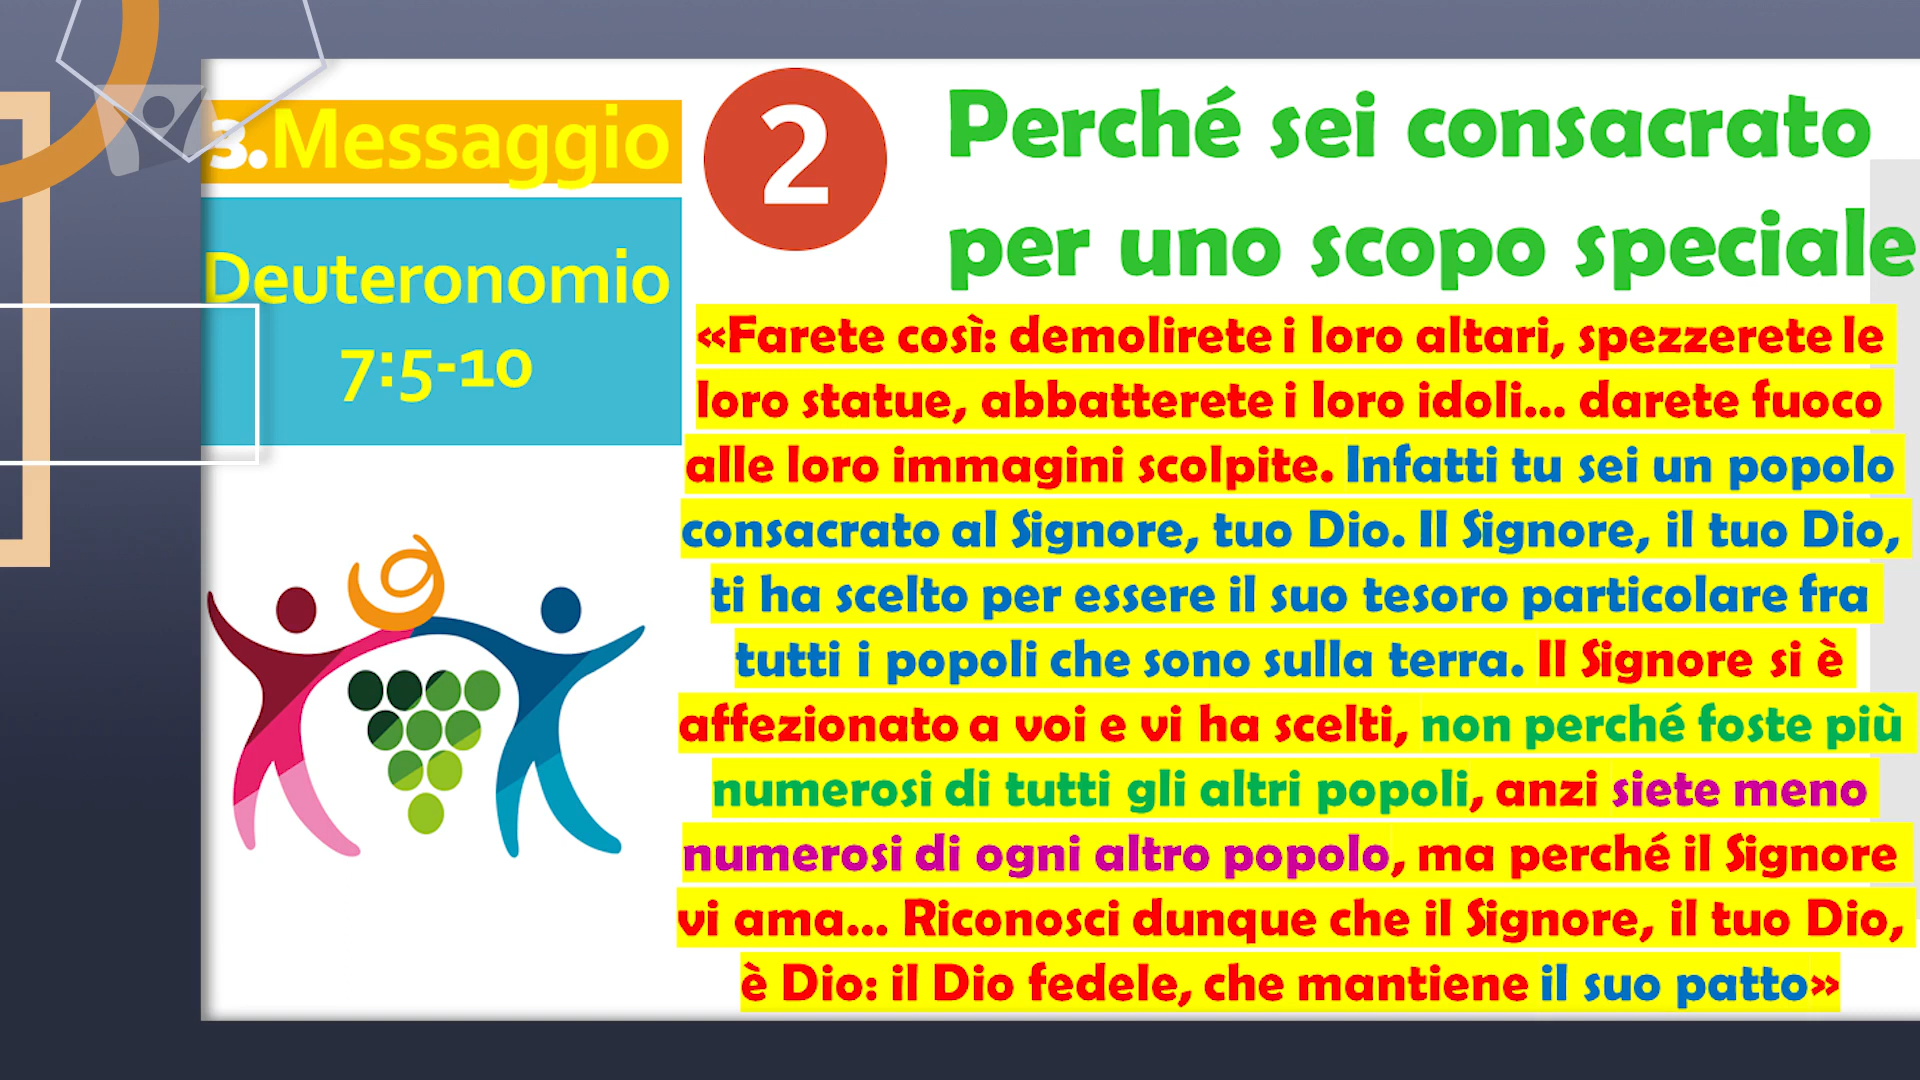 3.Messaggio
Deuteronomio
7:5-10
2
Perché sei consacrato
per uno scopo speciale
«Farete così: demolirete i loro altari, spezzerete le
loro statue, abbatterete i loro idoli... darete fuoco
alle loro immagini scolpite. Infatti tu sei un popolo
consacrato al Signore, tuo Dio. Il Signore, il tuo Dio,
ti ha scelto per essere il suo tesoro particolare fra
tutti i popoli che sono sulla terra. Il Signore si è
affezionato a voi e vi ha scelti, non perché foste più
numerosi di tutti gli altri popoli, anzi siete meno
numerosi di ogni altro popolo, ma perché il Signore
vi ama... Riconosci dunque che il Signore, il tuo Dio,
è Dio: il Dio fedele, che mantiene il suo patto»